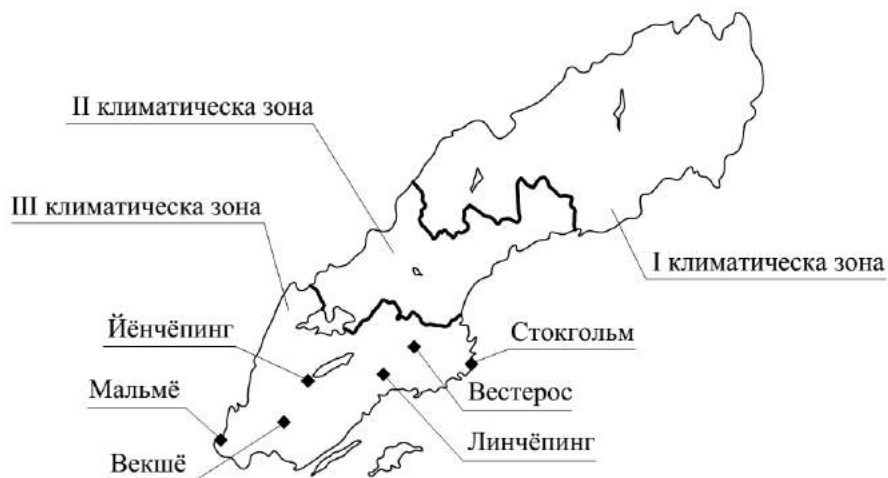 II климатическа зона
III климатическа зона
I климатическа зона
Йёнчёпинг
Стокгольм
Мальмё
Вестерос
Векшё
Линчёпинг